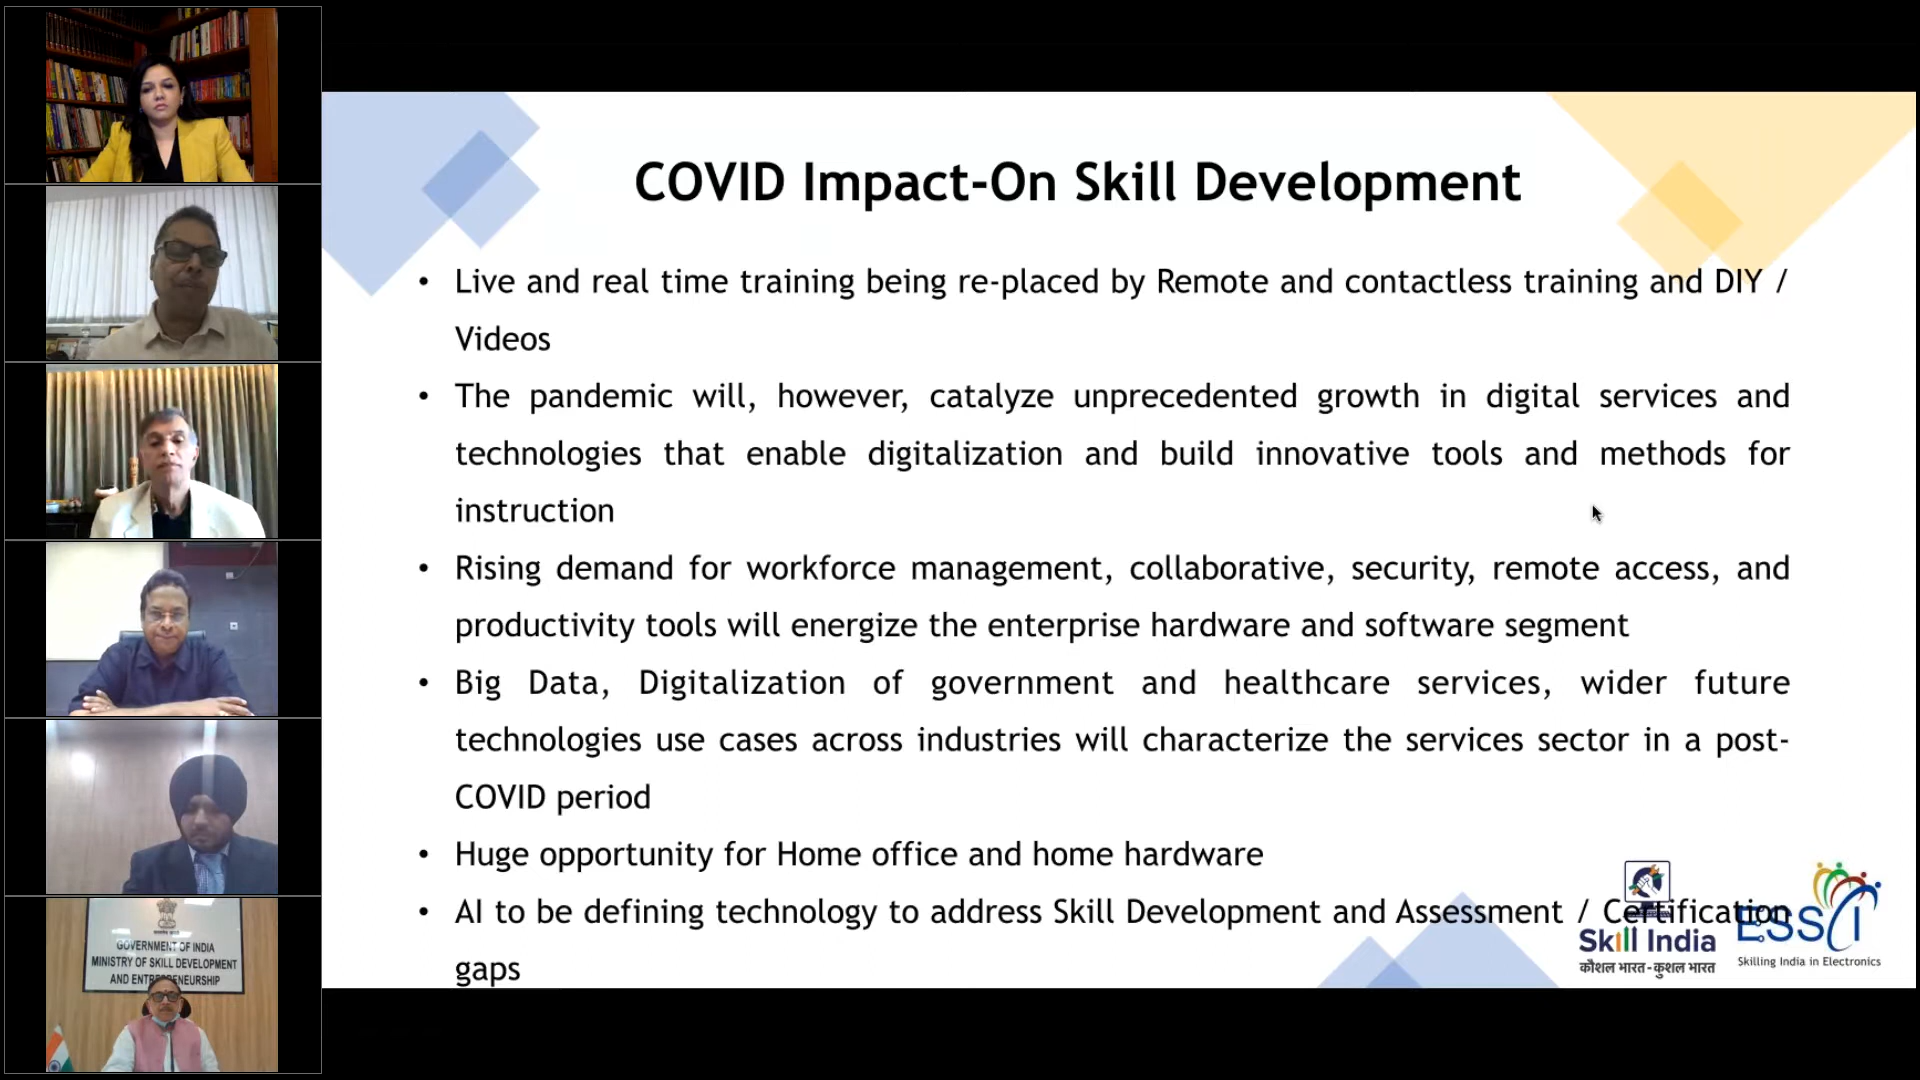 COVID Impact-On Skill Development
• Live and real time training being re-placed by Remote and contactless training and DIY /
Videos
• The pandemic will, however, catalyze unprecedented growth in digital services and
technologies that enable digitalization and build innovative tools and methods for
instruction
• Rising demand for workforce management, collaborative, security, remote access, and
productivity tools will energize the enterprise hardware and software segment
• Big Data, Digitalization of government and healthcare services, wider future
technologies use cases across industries will characterize the services sector in a post-
COVID period
• Huge opportunity for Home office and home hardware
• AI to be defining technology to address Skill Development and Assessment / Certification
gaps
Skill India
कौशल भारत-कुशल भारत
ESSCI
Skilling India in Electronics
GOVERNMENT OF INDIA
MINISTRY OF SKILL DEVELOPMENT
AND ENTREPRENEURSHIP